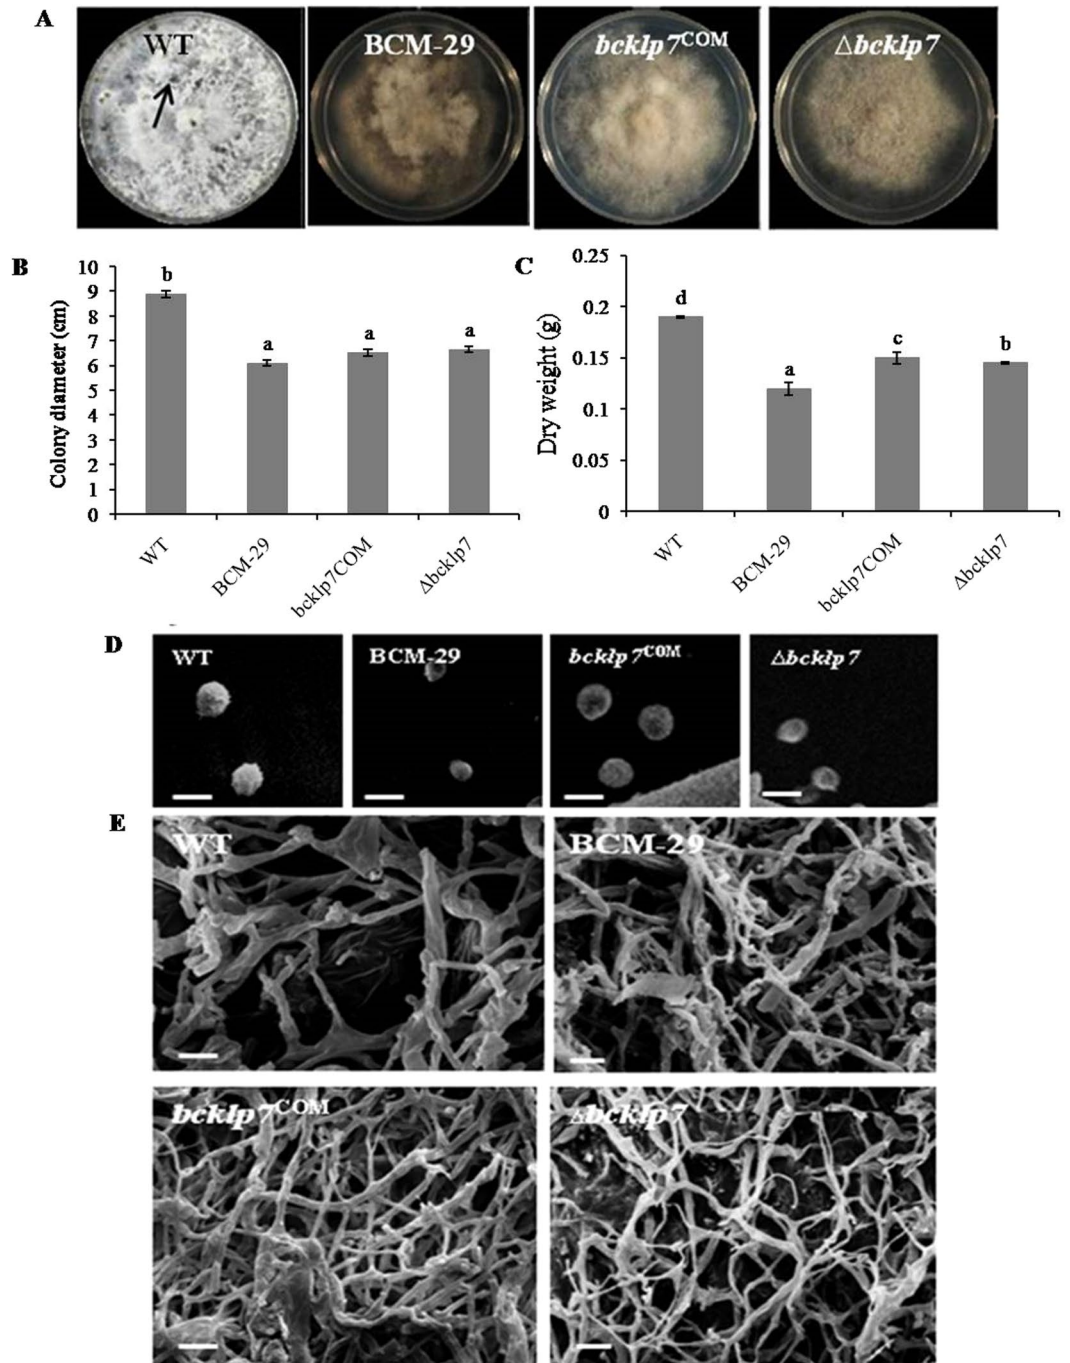 A
WT
BCM-29
bcklp7COM
Δbcklp7
B
Colony diameter (cm)
10
9
8
7
6
5
4
3
2
1
0
b
a
a
a
WT
BCM-29
bcklp7COM
Δbcklp7
C
Dry weight (g)
0.25
0.2
0.15
0.1
0.05
0
d
a
c
b
WT
BCM-29
bcklp7COM
Δbcklp7
D
WT
BCM-29
bcklp7COM
Δbcklp7
E
WT
BCM-29
bcklp7COM
Δbcklp7